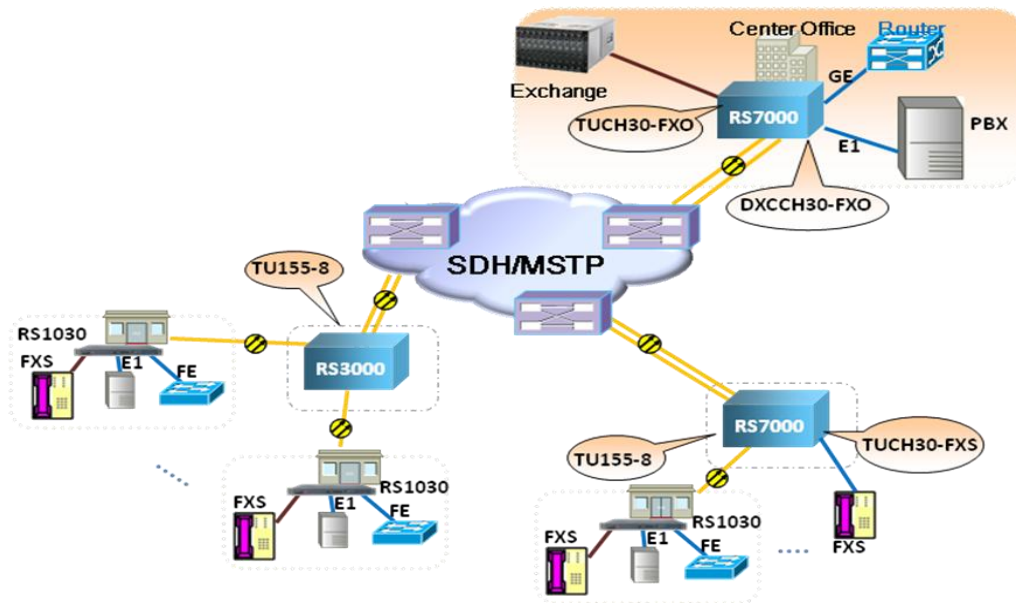 Center Office
Router
Exchange
GE
RS7000
TUCH30-FXO
PBX
E1
DXCCH30-FXO
SDH/MSTP
TU155-8
RS1030
FXS
E1
FE
RS3000
RS7000
TUCH30-FXS
TU155-8
RS1030
FXS
E1
FE
RS1030
FXS
E1
FE
FXS